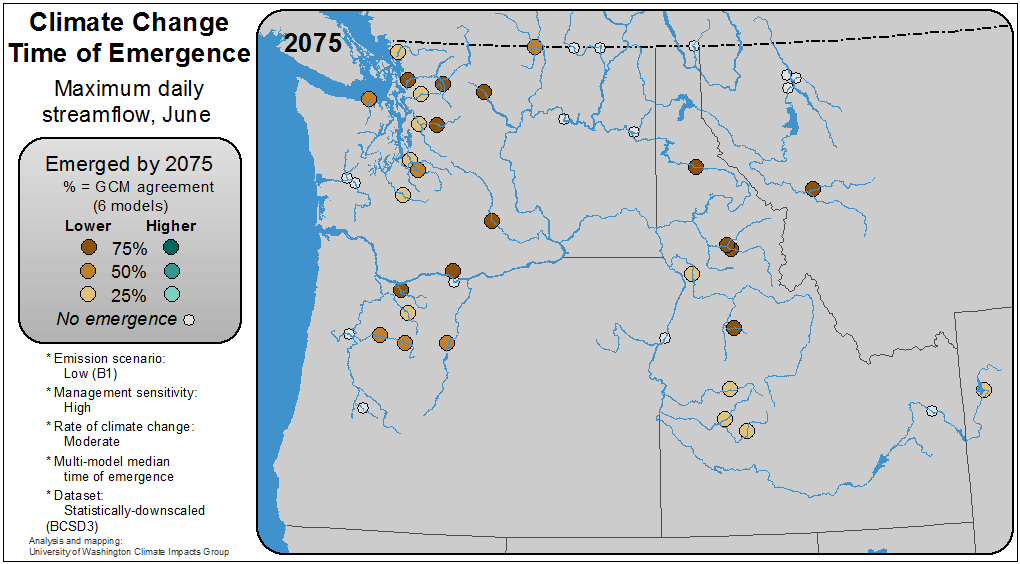 Climate Change
Time of Emergence
Maximum daily
streamflow, June
Emerged by 2075
% = GCM agreement
(6 models)
Lower Higher
75%
50%
25%
No emergence
* Emission scenario:
Low (B1)
* Management sensitivity:
High
* Rate of climate change:
Moderate
* Multi-model median
time of emergence
* Dataset:
Statistically-downscaled
(BCSD3)
Analysis and mapping:
University of Washington Climate Impacts Group
2075